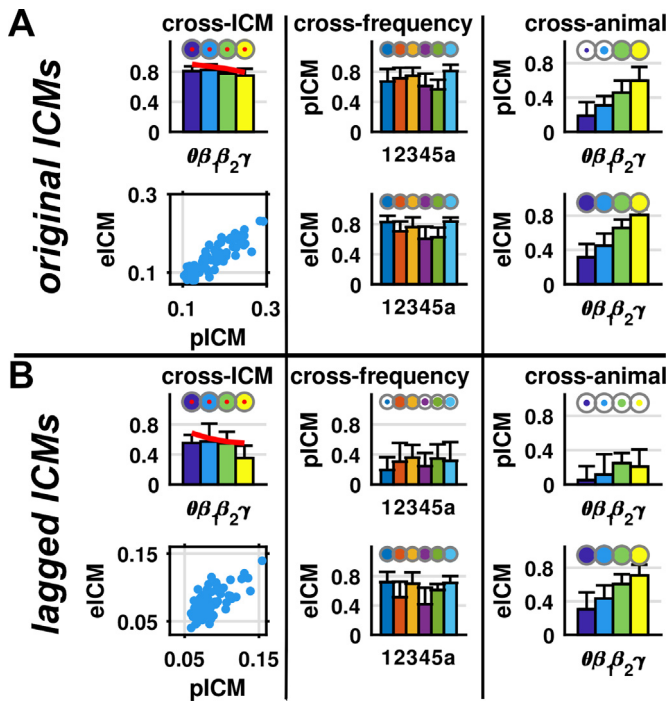 A
original ICMs
cross-ICM
cross-frequency
cross-animal
0.8
0.4
0
θβ₁β₂γ
pICM
0.8
0.4
0
12345a
pICM
0.8
0.4
0
θβ₁β₂γ
eICM
0.3
0.1
0.1
0.3
pICM
eICM
0.8
0.4
0
12345a
eICM
0.8
0.4
0
θβ₁β₂γ
B
lagged ICMs
cross-ICM
cross-frequency
cross-animal
0.8
0.4
0
θβ₁β₂γ
pICM
0.8
0.4
0
12345a
pICM
0.8
0.4
0
θβ₁β₂γ
eICM
0.15
0.05
0.05
0.15
pICM
eICM
0.8
0.4
0
12345a
eICM
0.8
0.4
0
θβ₁β₂γ